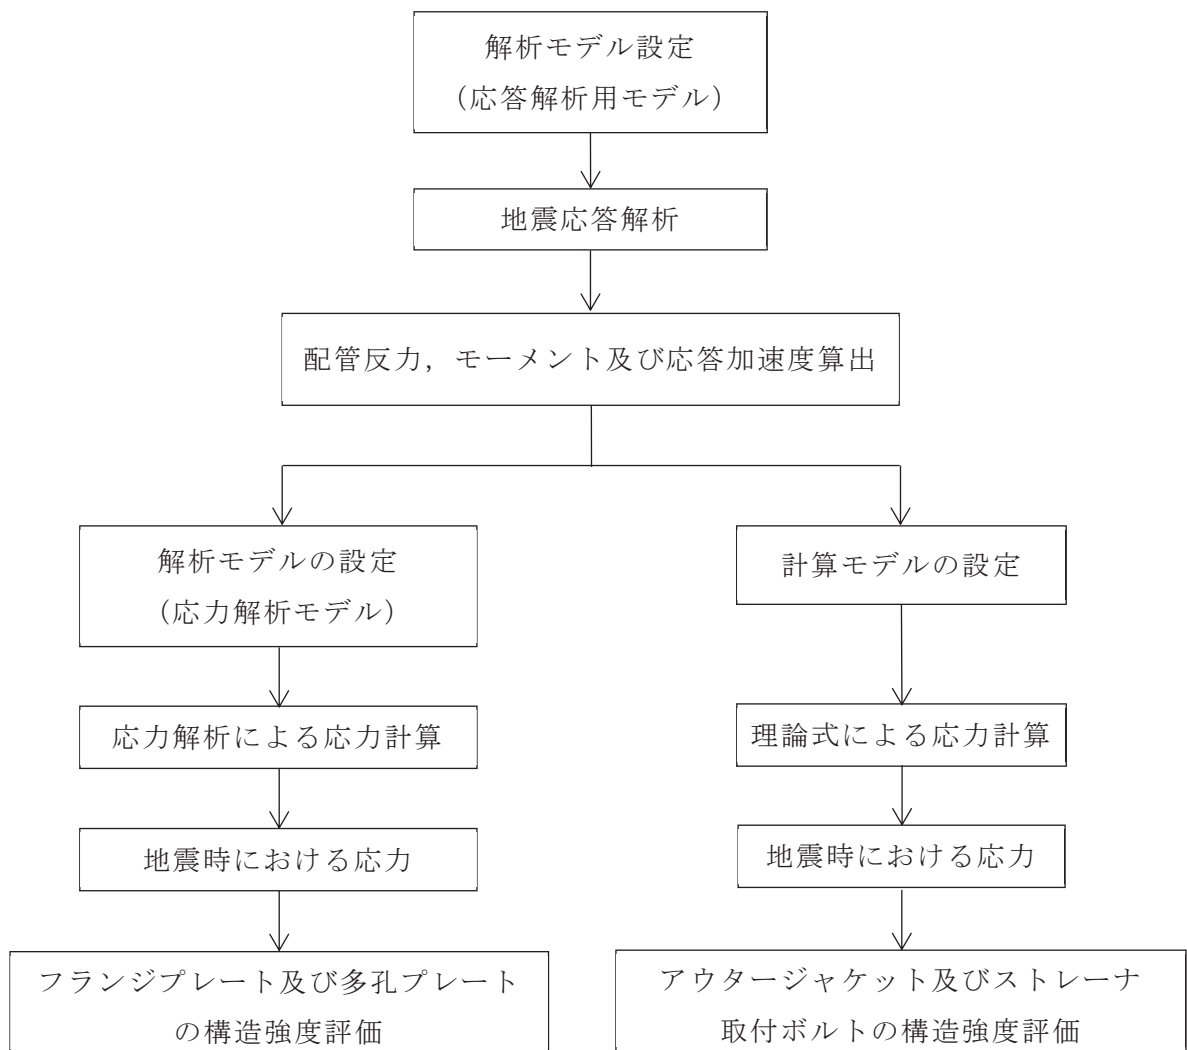 解析モデル設定
（応答解析用モデル）
地震応答解析
配管反力，モーメント及び応答加速度算出
解析モデルの設定
（応力解析モデル）
応力解析による応力計算
地震時における応力
フランジプレート及び多孔プレート
の構造強度評価
計算モデルの設定
理論式による応力計算
地震時における応力
アウタージャケット及びストレーナ
取付ボルトの構造強度評価